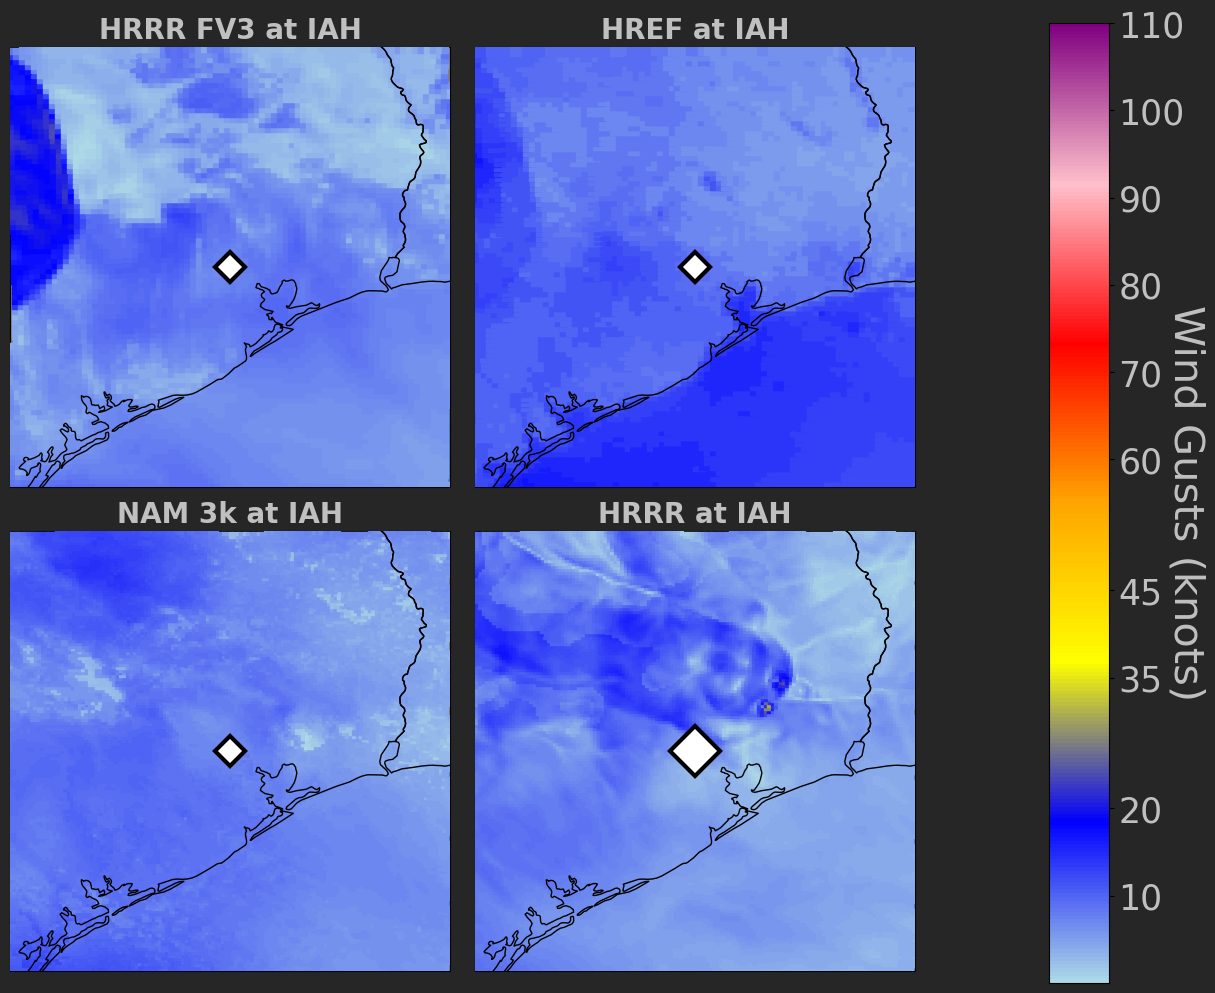 HRRR FV3 at IAH
HREF at IAH
NAM 3k at IAH
HRRR at IAH
110
100
90
80
70
60
45
35
20
10
Wind Gusts (knots)